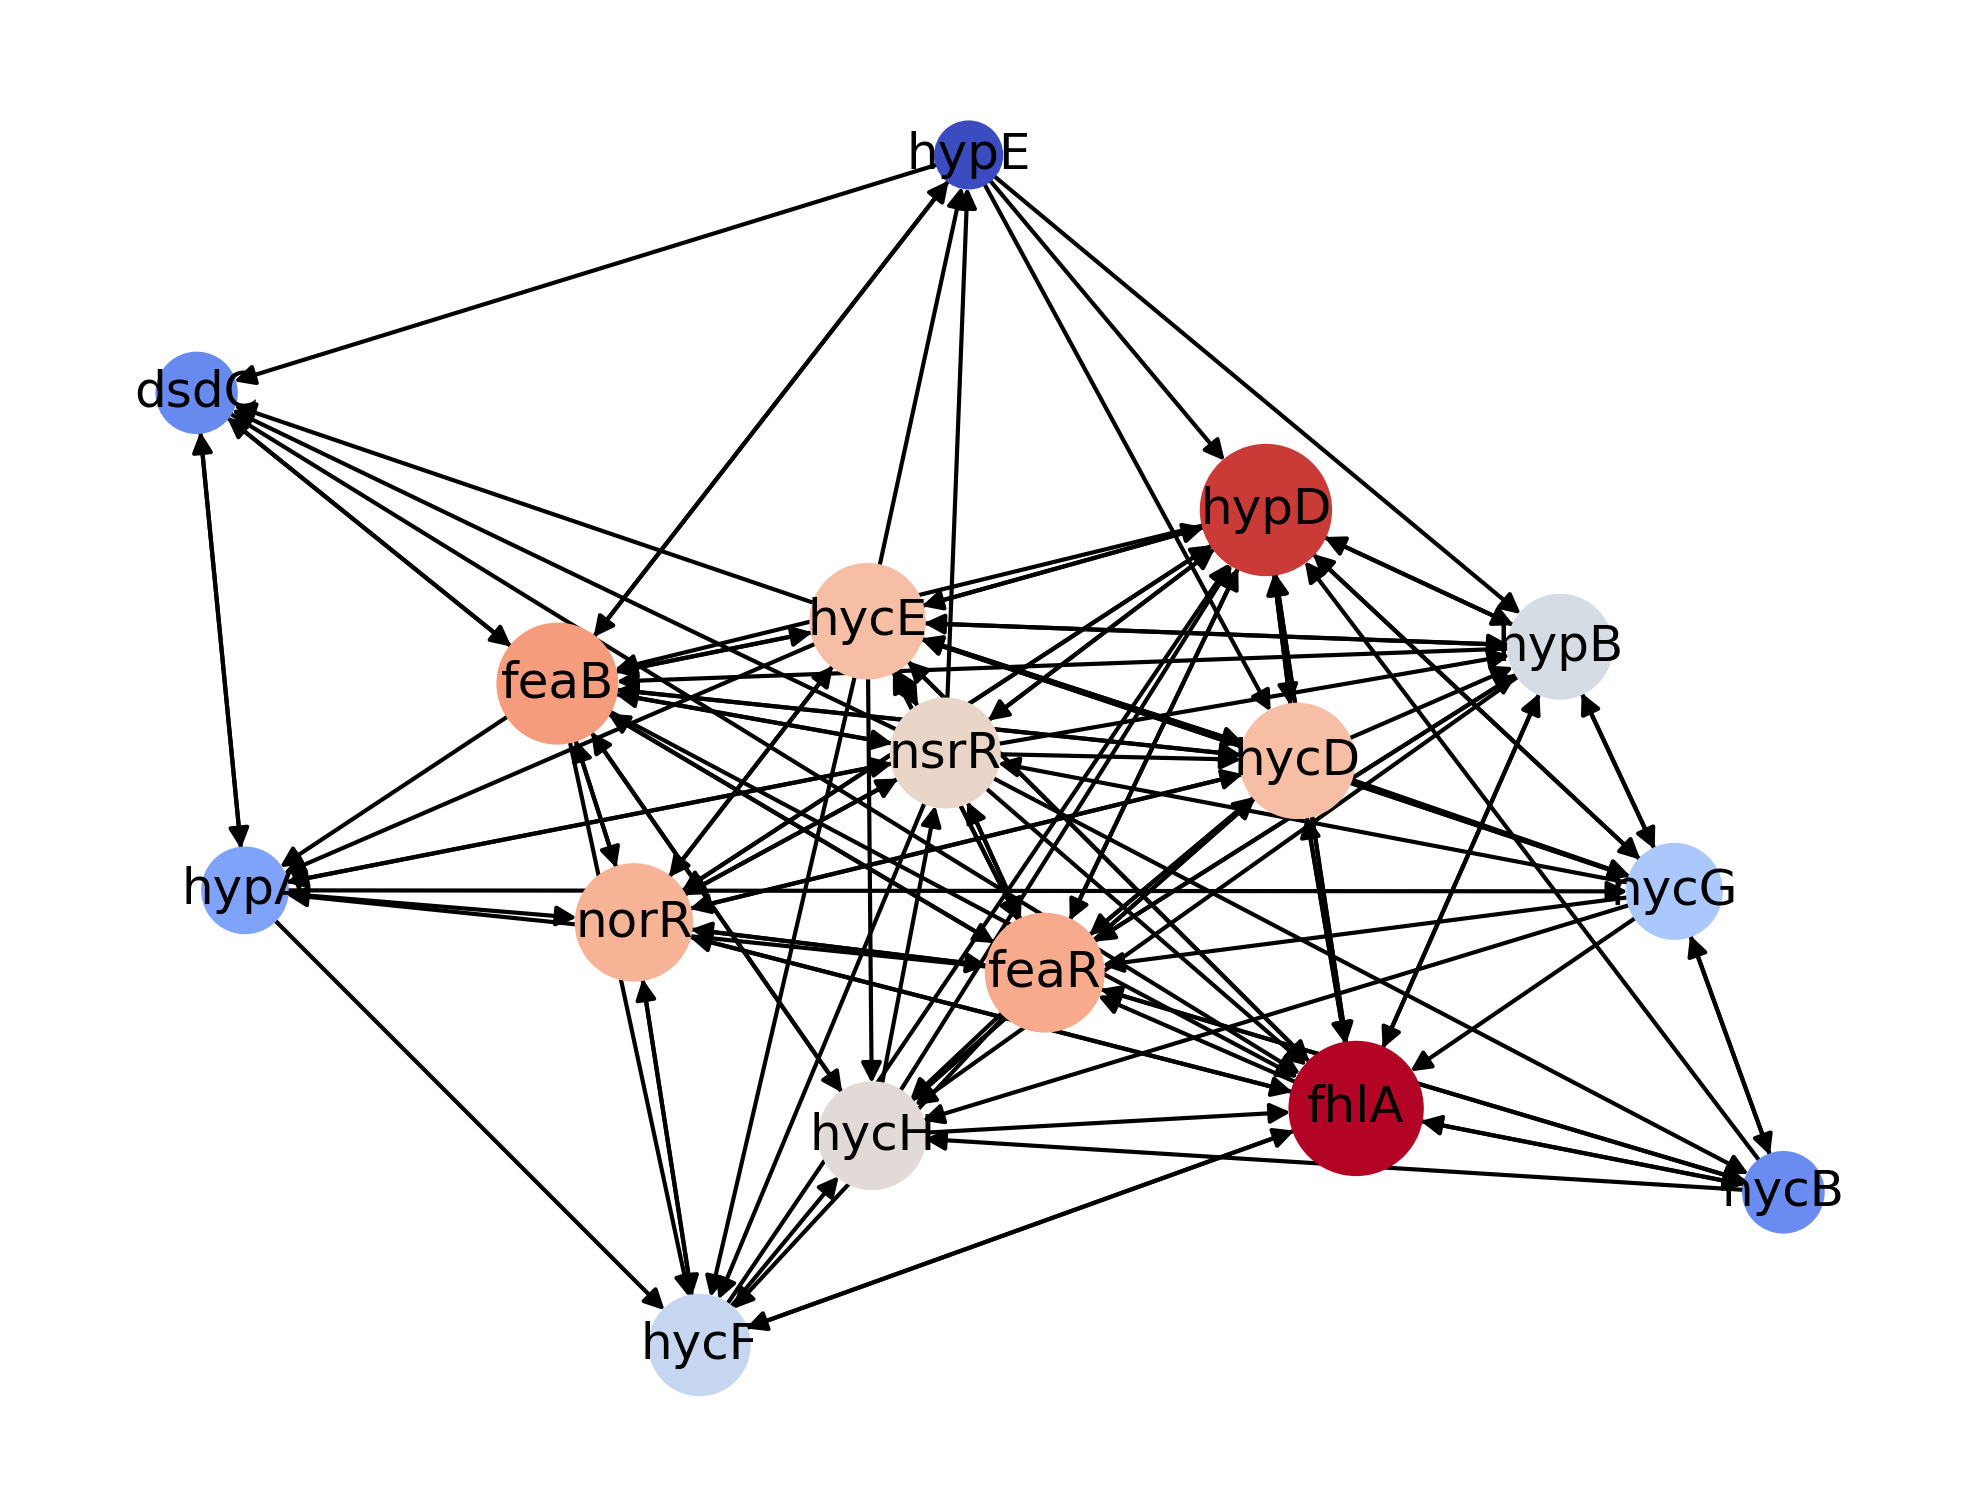 hypE
dsdC
hypD
hycE
hypB
feaB
nsrR
hycD
hypA
hycG
norR
feaR
fhlA
hycH
hycB
hycF